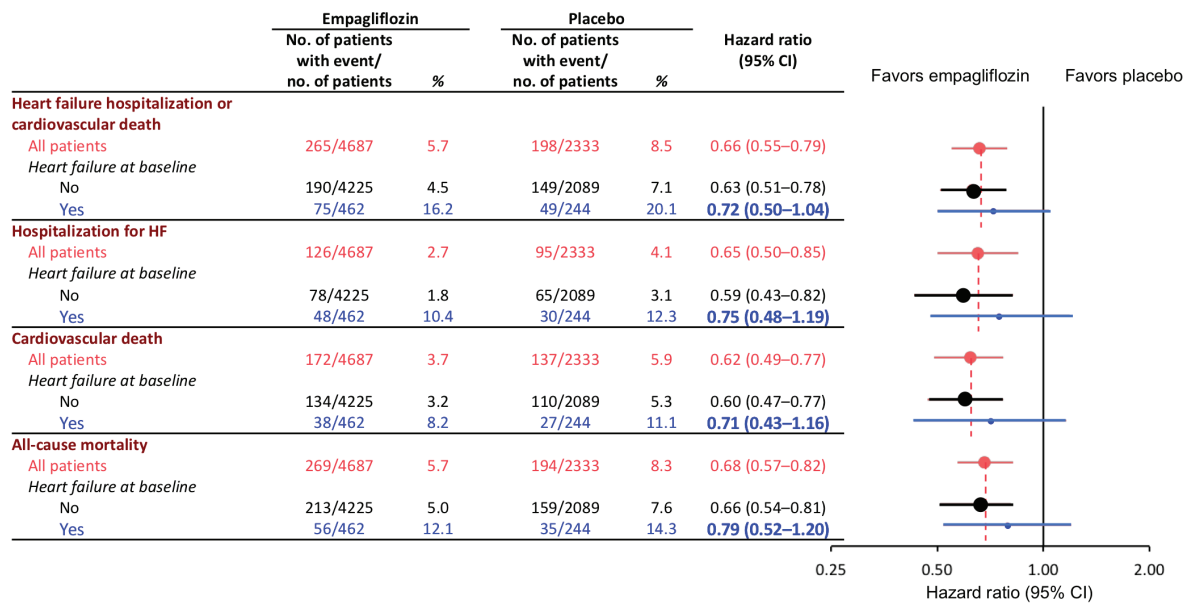 Empagliflozin Placebo
No. of patients with event/ no. of patients % No. of patients with event/ no. of patients % Hazard ratio (95% CI)
Favors empagliflozin Favors placebo
Heart failure hospitalization or
cardiovascular death
All patients 265/4687 5.7 198/2333 8.5 0.66 (0.55–0.79)
Heart failure at baseline
No 190/4225 4.5 149/2089 7.1 0.63 (0.51–0.78)
Yes 75/462 16.2 49/244 20.1 0.72 (0.50–1.04)
Hospitalization for HF
All patients 126/4687 2.7 95/2333 4.1 0.65 (0.50–0.85)
Heart failure at baseline
No 78/4225 1.8 65/2089 3.1 0.59 (0.43–0.82)
Yes 48/462 10.4 30/244 12.3 0.75 (0.48–1.19)
Cardiovascular death
All patients 172/4687 3.7 137/2333 5.9 0.62 (0.49–0.77)
Heart failure at baseline
No 134/4225 3.2 110/2089 5.3 0.60 (0.47–0.77)
Yes 38/462 8.2 27/244 11.1 0.71 (0.43–1.16)
All-cause mortality
All patients 269/4687 5.7 194/2333 8.3 0.68 (0.57–0.82)
Heart failure at baseline
No 213/4225 5.0 159/2089 7.6 0.66 (0.54–0.81)
Yes 56/462 12.1 35/244 14.3 0.79 (0.52–1.20)
0.25 0.50 1.00 2.00
Hazard ratio (95% CI)